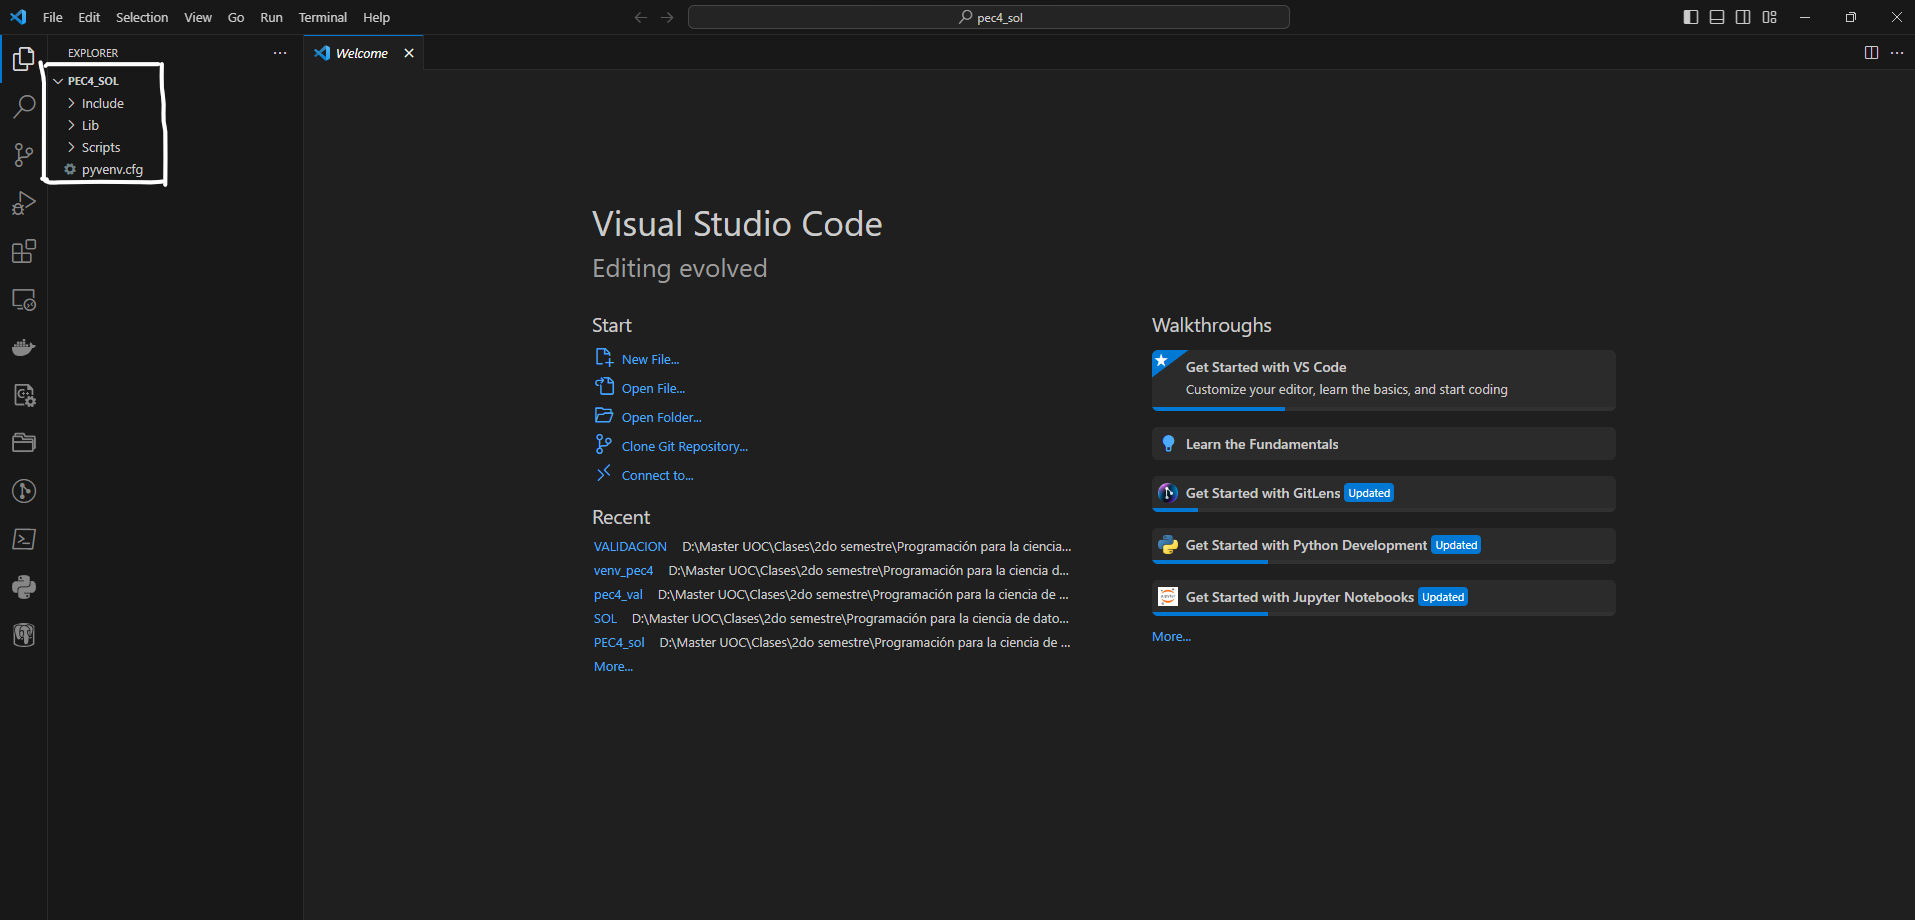 File Edit Selection View Go Run Terminal Help
pec4_sol
EXPLORER
PEC4_SOL
Include
Lib
Scripts
pyvenv.cfg
Welcome
Visual Studio Code
Editing evolved
Start
New File...
Open File...
Open Folder...
Clone Git Repository...
Connect to...
Recent
VALIDACION D:\Master UOC\Clases\2do semestre\Programación para la ciencia...
venv_pec4 D:\Master UOC\Clases\2do semestre\Programación para la ciencia d...
pec4_val D:\Master UOC\Clases\2do semestre\Programación para la ciencia de ...
SOL D:\Master UOC\Clases\2do semestre\Programación para la ciencia de dato...
PEC4_sol D:\Master UOC\Clases\2do semestre\Programación para la ciencia de ...
More...
Walkthroughs
Get Started with VS Code
Customize your editor, learn the basics, and start coding
Learn the Fundamentals
Get Started with GitLens Updated
Get Started with Python Development Updated
Get Started with Jupyter Notebooks Updated
More...